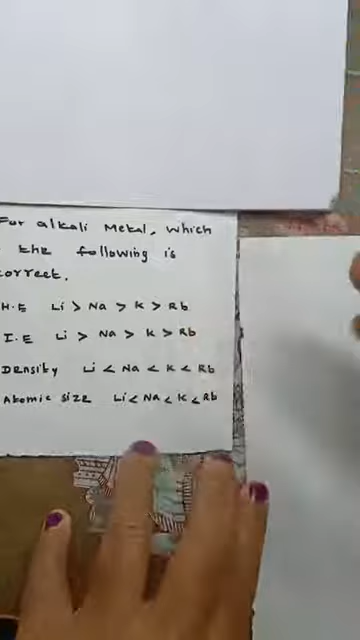 For alkali Metal, which
the following is
correct.
H.E Li > Na > K > Rb
I.E Li > Na > K > Rb
Density Li < Na < K < Rb
Atomic size Li < Na < K < Rb